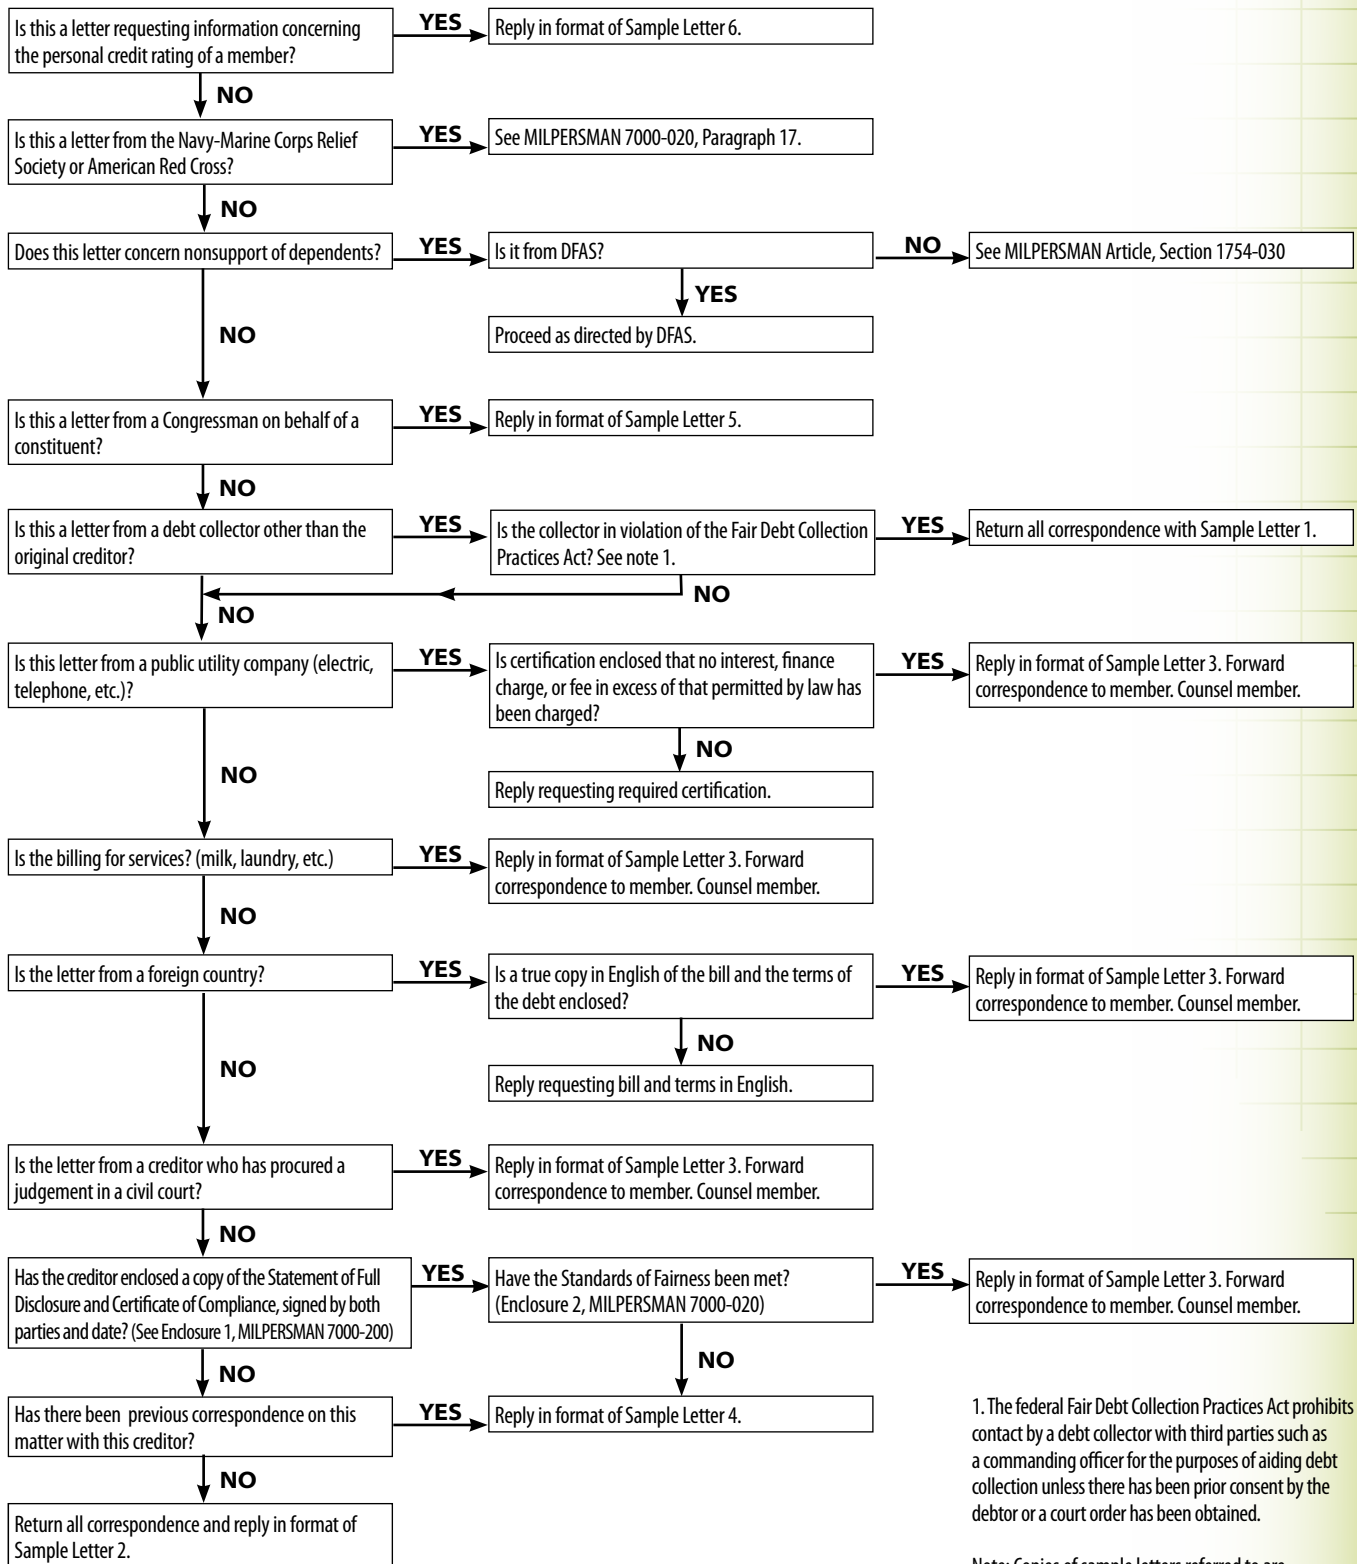 Is this a letter requesting information concerning
the personal credit rating of a member?
YES
Reply in format of Sample Letter 6.
NO
Is this a letter from the Navy-Marine Corps Relief
Society or American Red Cross?
YES
See MILPERSMAN 7000-020, Paragraph 17.
NO
Does this letter concern nonsupport of dependents?
YES
Is it from DFAS?
NO
See MILPERSMAN Article, Section 1754-030
YES
Proceed as directed by DFAS.
NO
Is this a letter from a Congressman on behalf of a
constituent?
YES
Reply in format of Sample Letter 5.
NO
Is this a letter from a debt collector other than the
original creditor?
YES
Is the collector in violation of the Fair Debt Collection
Practices Act? See note 1.
YES
Return all correspondence with Sample Letter 1.
NO
NO
Is this letter from a public utility company (electric,
telephone, etc.)?
YES
Is certification enclosed that no interest, finance
charge, or fee in excess of that permitted by law has
been charged?
YES
Reply in format of Sample Letter 3. Forward
correspondence to member. Counsel member.
NO
Reply requesting required certification.
NO
Is the billing for services? (milk, laundry, etc.)
YES
Reply in format of Sample Letter 3. Forward
correspondence to member. Counsel member.
NO
Is the letter from a foreign country?
YES
Is a true copy in English of the bill and the terms of
the debt enclosed?
YES
Reply in format of Sample Letter 3. Forward
correspondence to member. Counsel member.
NO
Reply requesting bill and terms in English.
NO
Is the letter from a creditor who has procured a
judgement in a civil court?
YES
Reply in format of Sample Letter 3. Forward
correspondence to member. Counsel member.
NO
Has the creditor enclosed a copy of the Statement of Full
Disclosure and Certificate of Compliance, signed by both
parties and date? (See Enclosure 1, MILPERSMAN 7000-200)
YES
Have the Standards of Fairness been met?
(Enclosure 2, MILPERSMAN 7000-020)
YES
Reply in format of Sample Letter 3. Forward
correspondence to member. Counsel member.
NO
NO
Has there been previous correspondence on this
matter with this creditor?
YES
Reply in format of Sample Letter 4.
NO
Return all correspondence and reply in format of
Sample Letter 2.
1. The federal Fair Debt Collection Practices Act prohibits
contact by a debt collector with third parties such as
a commanding officer for the purposes of aiding debt
collection unless there has been prior consent by the
debtor or a court order has been obtained.
Note: Copies of sample letters referred to are